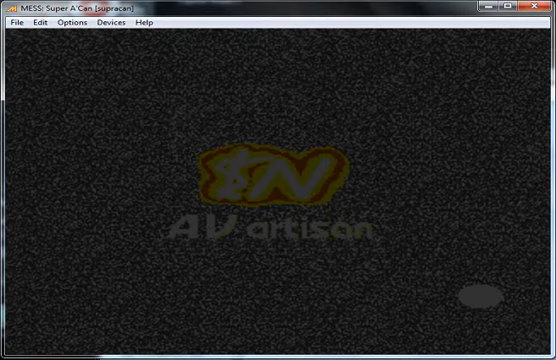 MESS: Super A'Can [supracan]
File Edit Options Devices Help
AV artisan